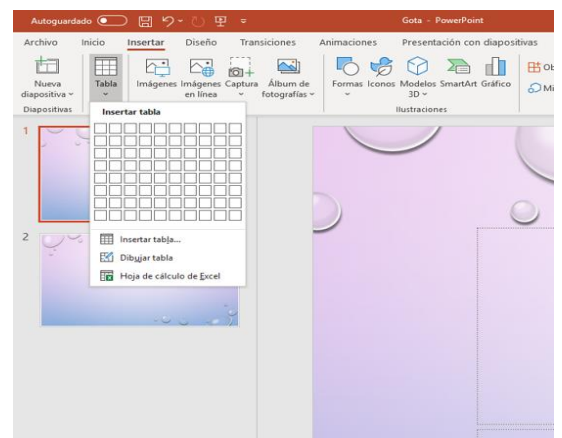 Autoguardado
Gota - PowerPoint
Archivo Inicio Insertar Diseño Transiciones Animaciones Presentación con diapositivas
Nueva diapositiva
Tabla
Imágenes
Imágenes en línea
Captura
Álbum de fotografías
Formas
Iconos
Modelos 3D
SmartArt
Gráfico
Ob
Mi
Diapositivas
Ilustraciones
Insertar tabla
1
2
Insertar tabla...
Dibujar tabla
Hoja de cálculo de Excel